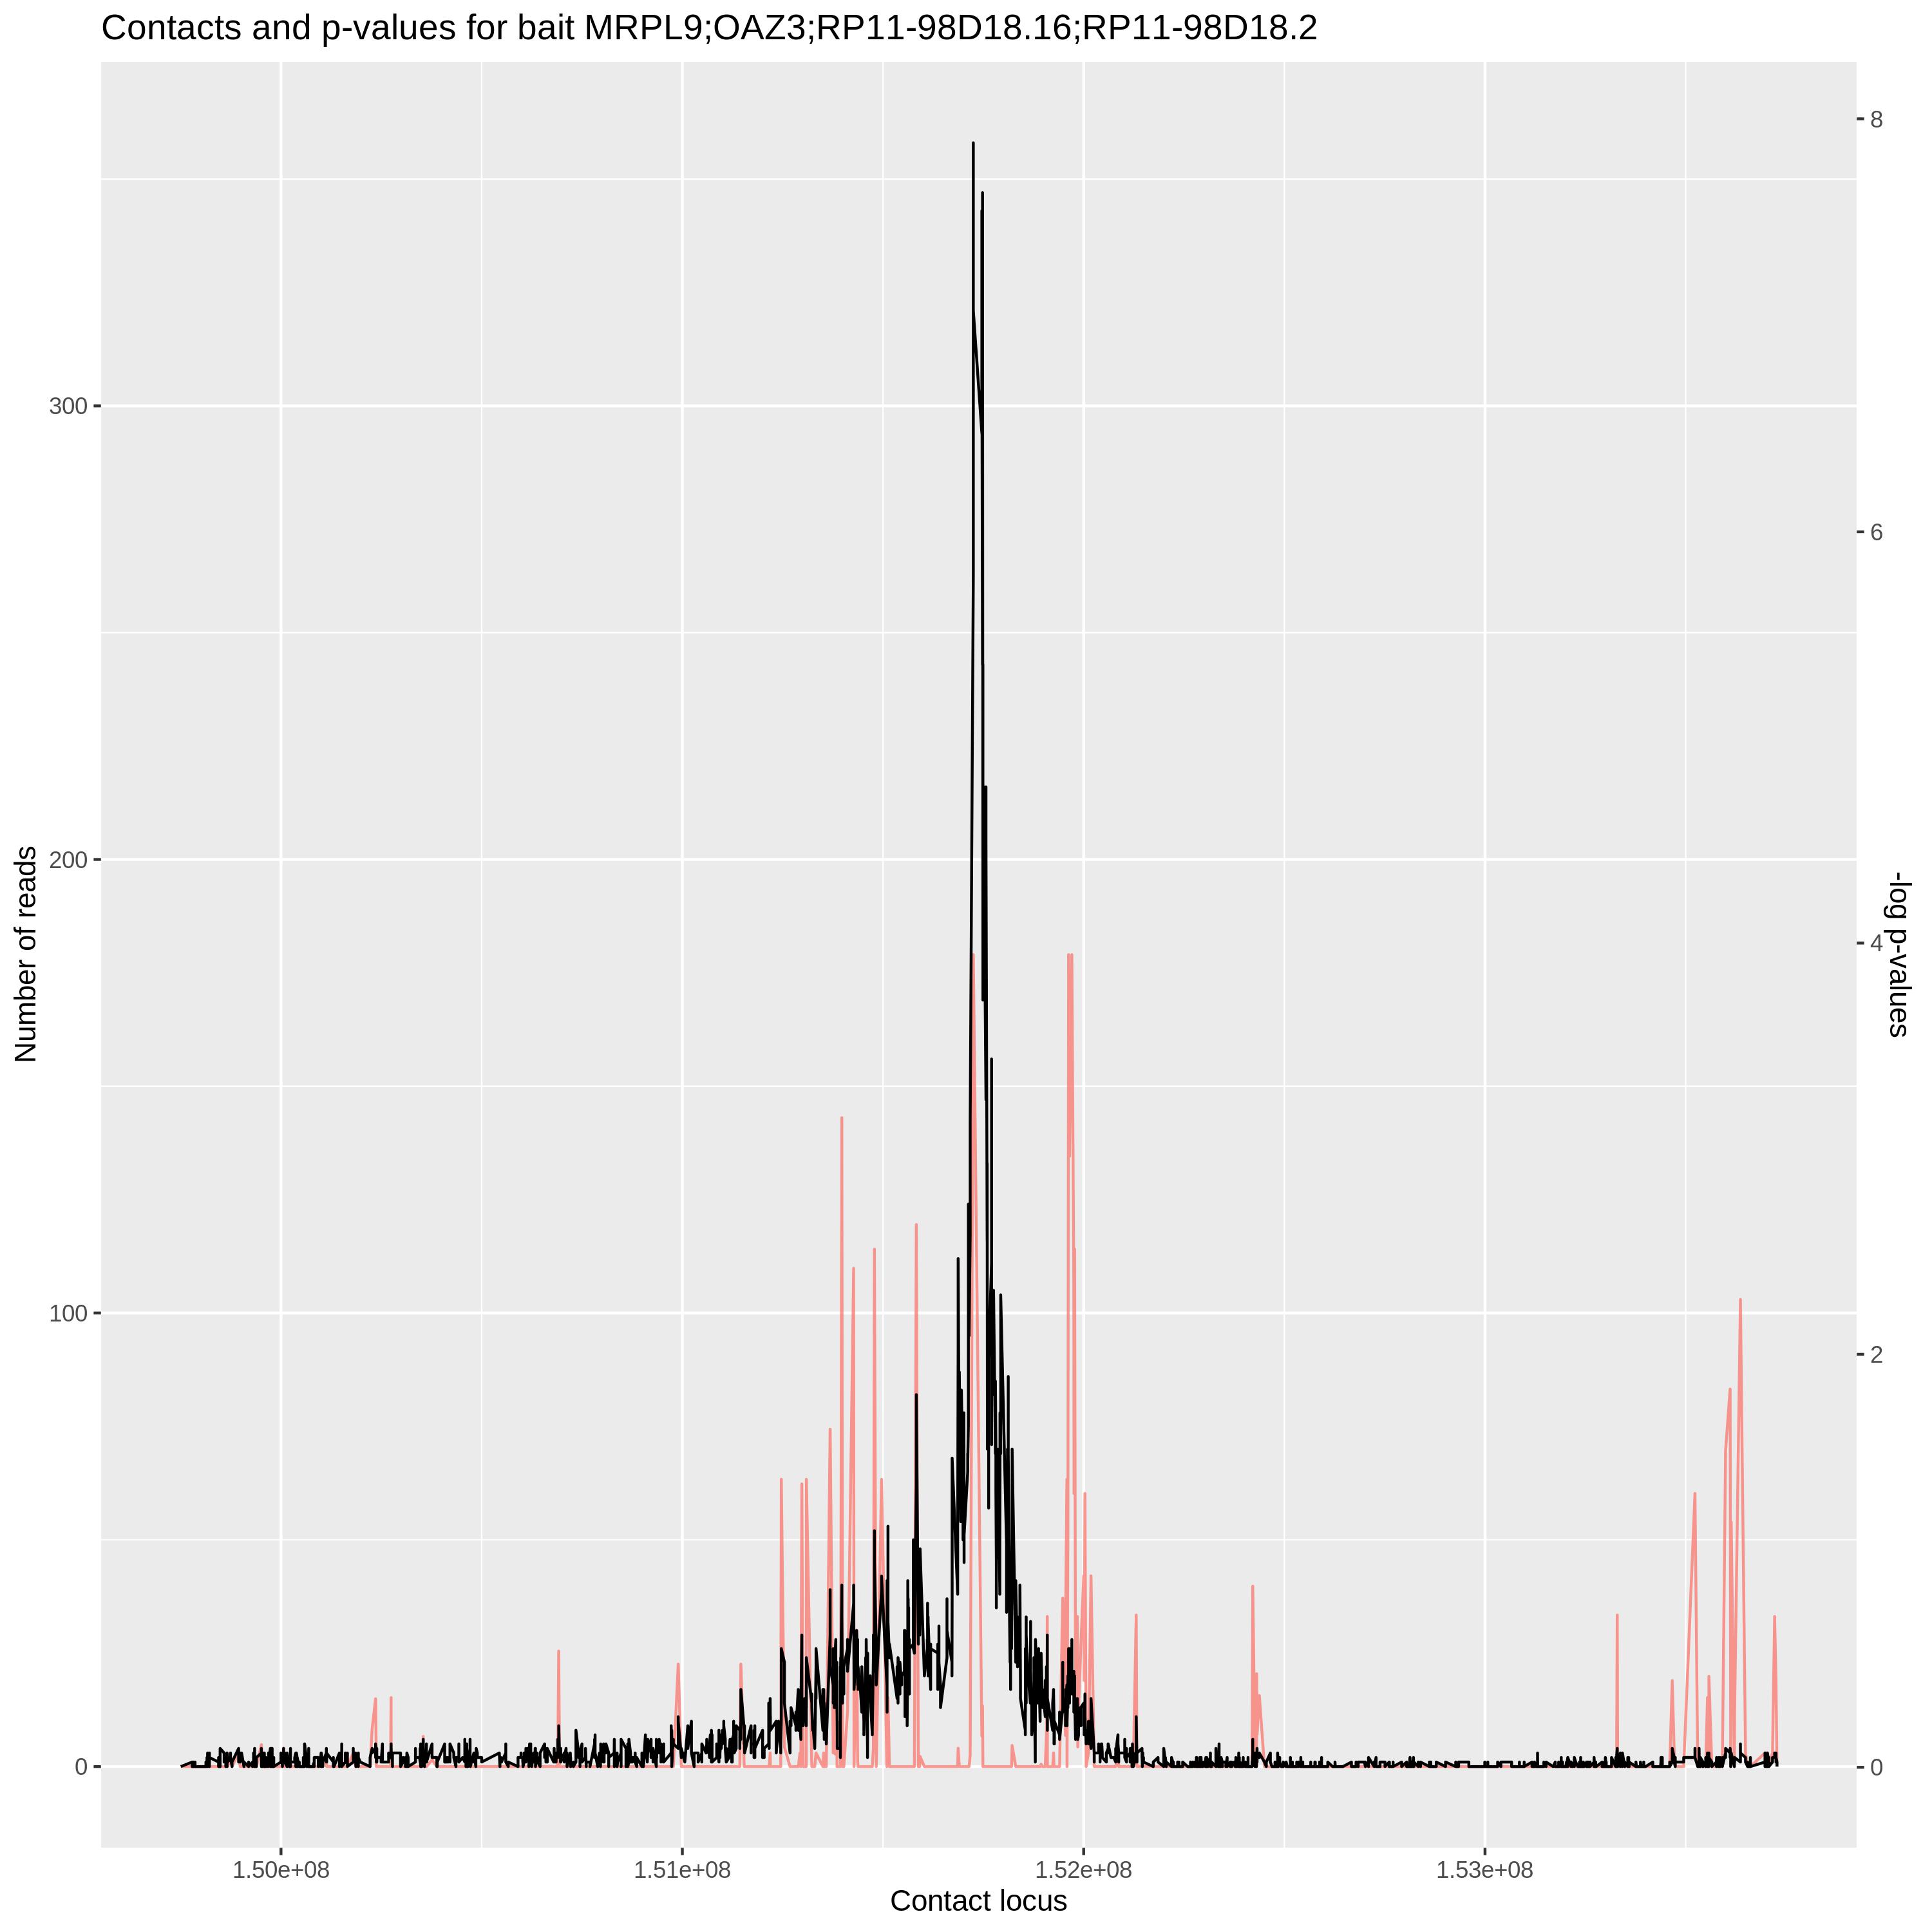 Contacts and p-values for bait MRPL9;OAZ3;RP11-98D18.16;RP11-98D18.2
Number of reads
300
200
100
0
8
6
4
2
0
-log p-values
1.50e+08
1.51e+08
1.52e+08
1.53e+08
Contact locus